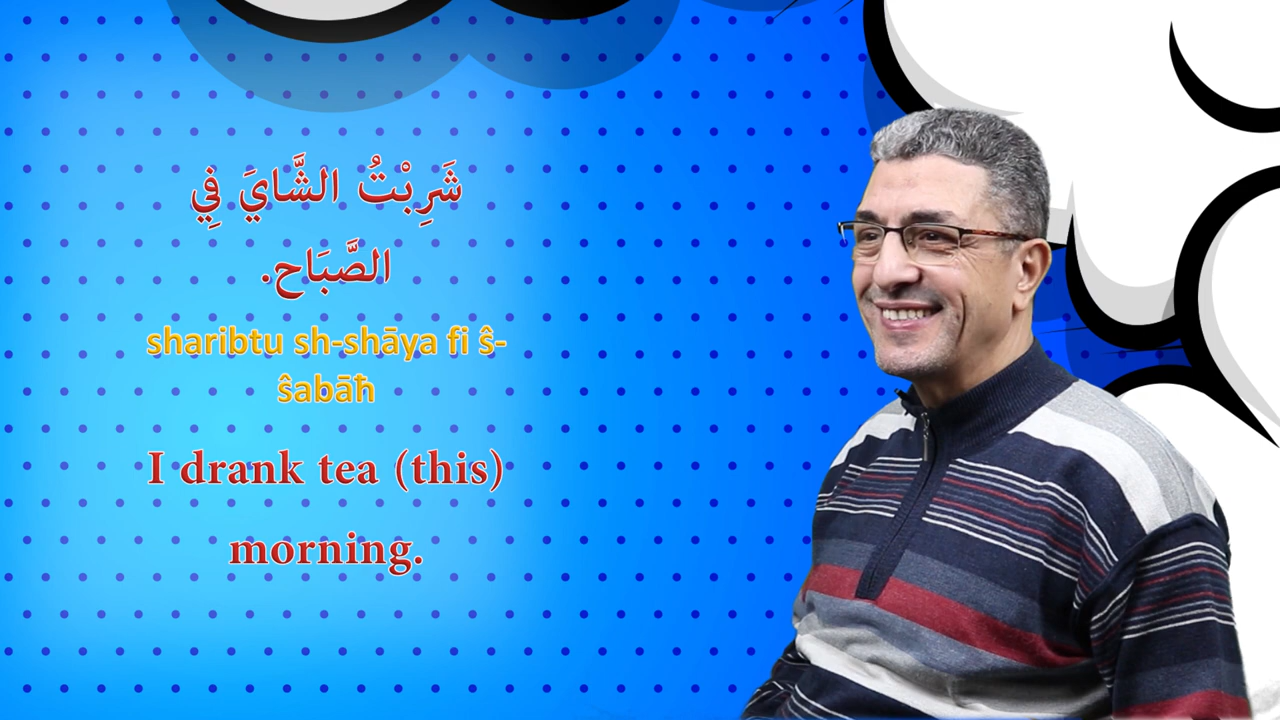 شَرِبْتُ الشَّايَ فِي
الصَّبَاح.
sharibtu sh-shāya fi ŝ-
ŝabāħ
I drank tea (this)
morning.